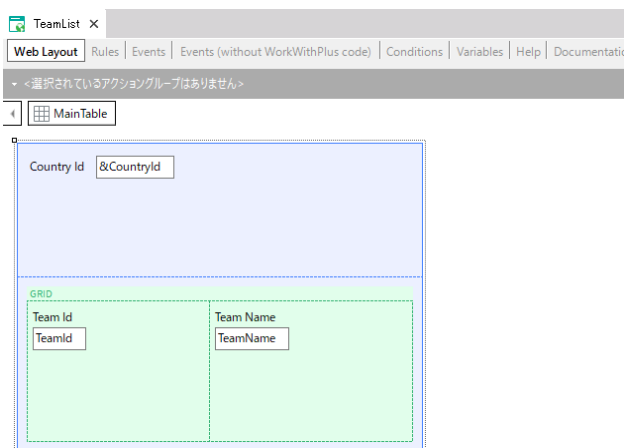 TeamList
Web Layout Rules Events Events (without WorkWithPlus code) Conditions Variables Help Documentatio
<選択されているアクショングループはありません>
MainTable
Country Id &CountryId
GRID
Team Id Team Name
TeamId TeamName